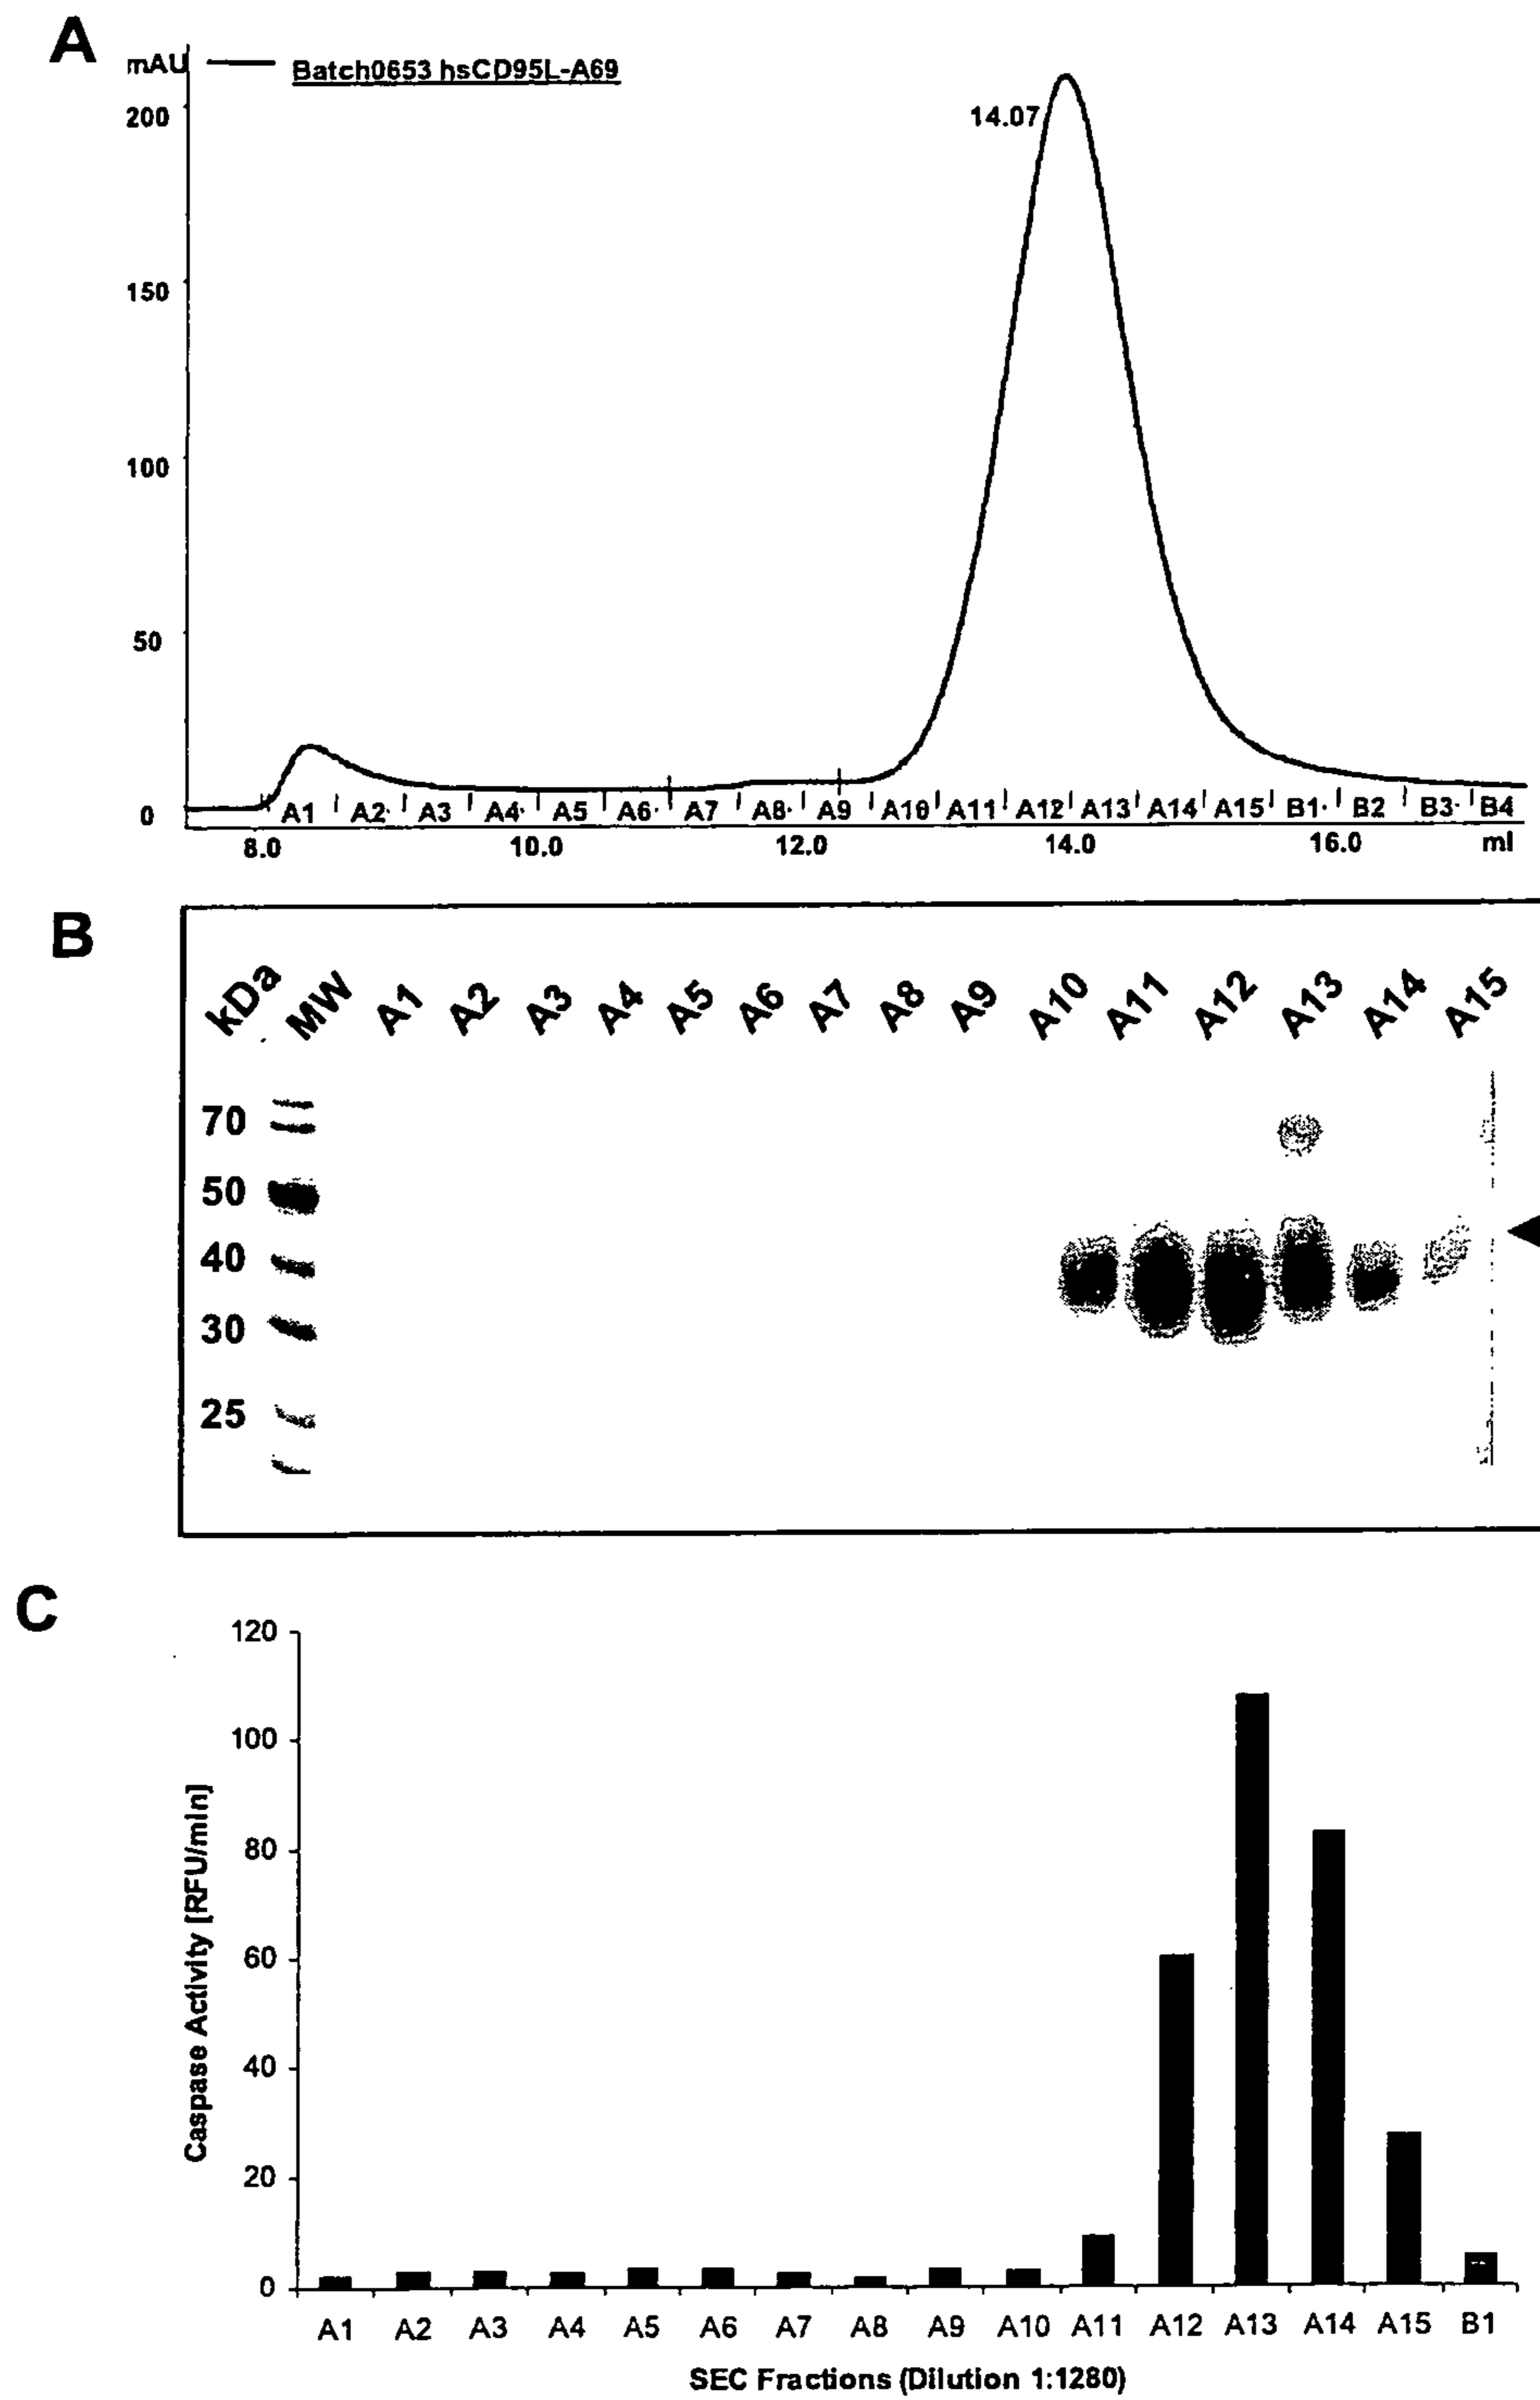 A
mAU
Batch0653 hsCD95L-A69
14.07
200
150
100
50
0
A1 A2 A3 A4 A5 A6 A7 A8 A9 A10 A11 A12 A13 A14 A15 B1 B2 B3 B4
8.0 10.0 12.0 14.0 16.0 ml
B
kDa MW A1 A2 A3 A4 A5 A6 A7 A8 A9 A10 A11 A12 A13 A14 A15
70
50
40
30
25
C
120
100
80
60
40
20
0
Caspase Activity [RFU/min]
A1 A2 A3 A4 A5 A6 A7 A8 A9 A10 A11 A12 A13 A14 A15 B1
SEC Fractions (Dilution 1:1280)